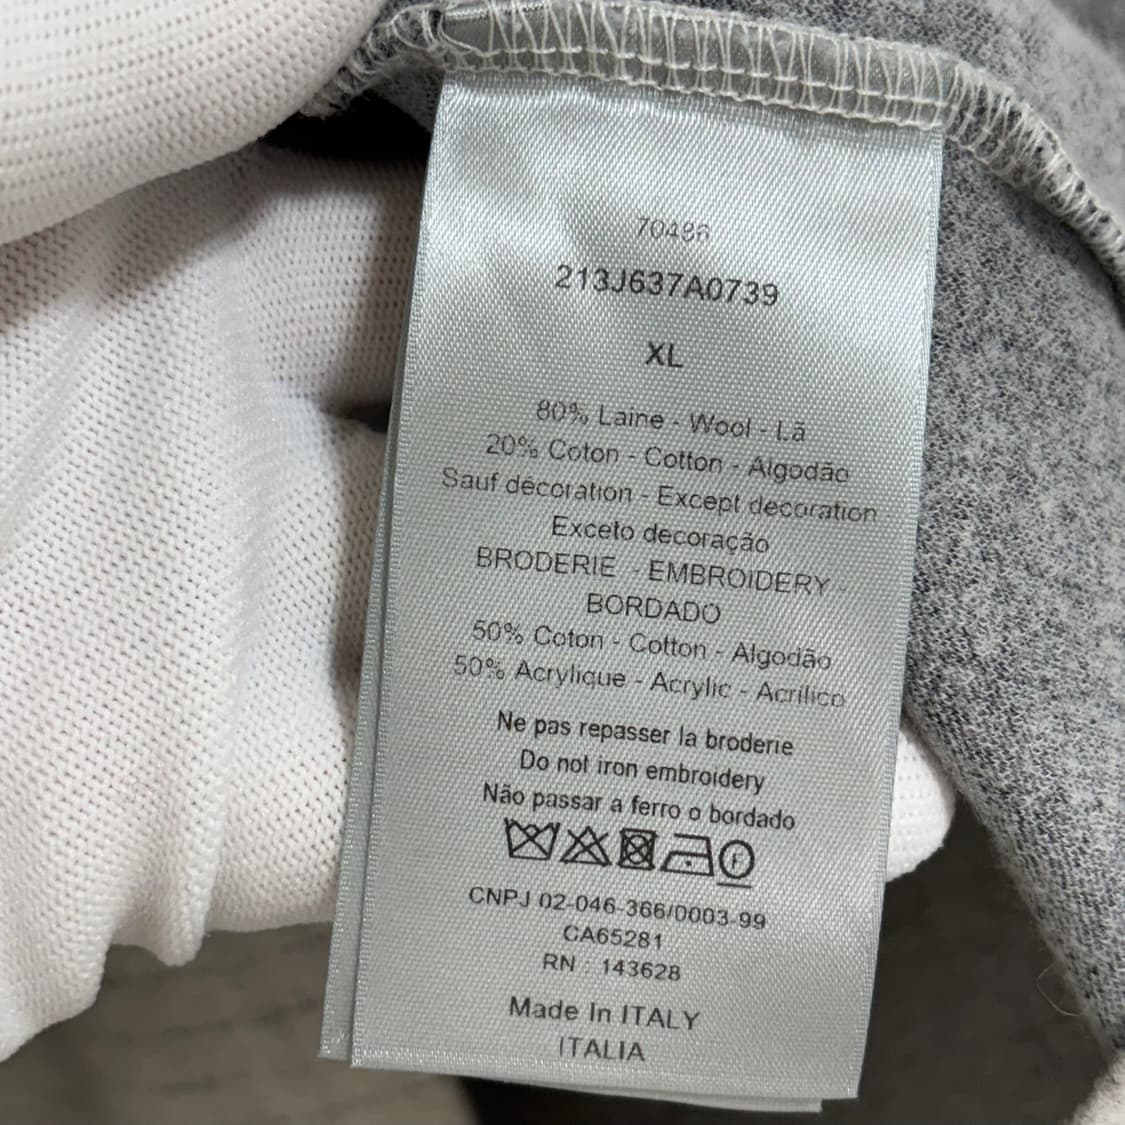 70486
213J637A0739
XL
80% Laine - Wool - Lã
20% Coton - Cotton - Algodão
Sauf décoration - Except decoration
Exceto decoração
BRODERIE - EMBROIDERY -
BORDADO
50% Coton - Cotton - Algodão
50% Acrylique - Acrylic - Acrílico
Ne pas repasser la broderie
Do not iron embroidery
Não passar a ferro o bordado
F
CNPJ 02-046-366/0003-99
CA65281
RN : 143628
Made In ITALY
ITALIA